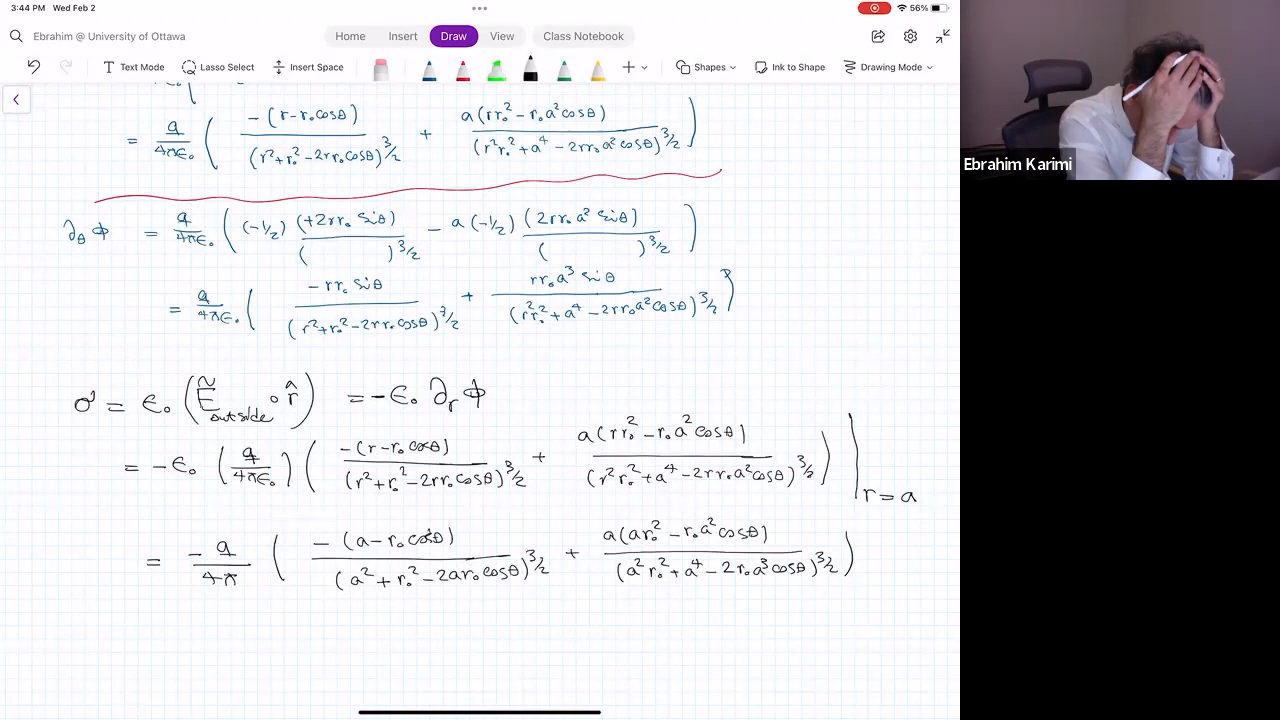 3:44 PM Wed Feb 2
56%
Ebrahim @ University of Ottawa
Home Insert Draw View Class Notebook
Text Mode Lasso Select Insert Space Shapes Ink to Shape Drawing Mode
= q/4πε₀ ( -(r-r₀cosθ)/(r²+r₀²-2rr₀cosθ)^3/2 + a(rr₀²-r₀a²cosθ)/(r²r₀²+a⁴-2rr₀a²cosθ)^3/2 )
∂θ Φ = q/4πε₀ ( (-1/2) (+2rr₀ sinθ)/( )^3/2 - a(-1/2) (2rr₀a² sinθ)/( )^3/2 )
= q/4πε₀ ( -rr₀ sinθ/(r²+r₀²-2rr₀cosθ)^3/2 + rr₀a³ sinθ/(r²r₀²+a⁴-2rr₀a²cosθ)^3/2 )
σ = ε₀ (E outside ∘ r̂) = -ε₀ ∂r Φ
= -ε₀ (q/4πε₀) ( -(r-r₀cosθ)/(r²+r₀²-2rr₀cosθ)^3/2 + a(rr₀²-r₀a²cosθ)/(r²r₀²+a⁴-2rr₀a²cosθ)^3/2 ) | r=a
= -q/4π ( -(a-r₀cosθ)/(a²+r₀²-2ar₀cosθ)^3/2 + a(ar₀²-r₀a²cosθ)/(a²r₀²+a⁴-2r₀a³cosθ)^3/2 )
Ebrahim Karimi